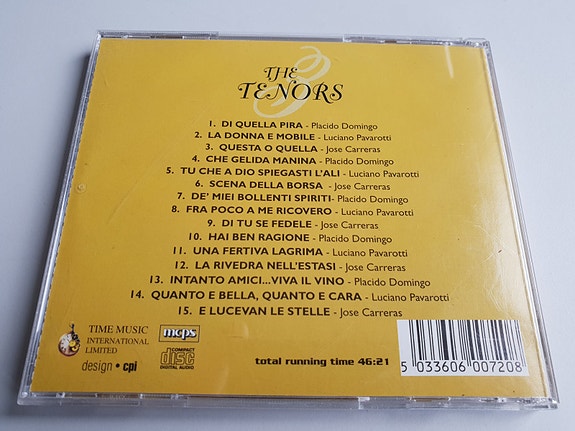 THE
3
TENORS
1. DI QUELLA PIRA - Placido Domingo
2. LA DONNA E MOBILE - Luciano Pavarotti
3. QUESTA O QUELLA - Jose Carreras
4. CHE GELIDA MANINA - Placido Domingo
5. TU CHE A DIO SPIEGASTI L'ALI - Luciano Pavarotti
6. SCENA DELLA BORSA - Jose Carreras
7. DE' MIEI BOLLENTI SPIRITI- Placido Domingo
8. FRA POCO A ME RICOVERO - Luciano Pavarotti
9. DI TU SE FEDELE - Jose Carreras
10. HAI BEN RAGIONE - Placido Domingo
11. UNA FERTIVA LAGRIMA - Luciano Pavarotti
12. LA RIVEDRA NELL'ESTASI - Jose Carreras
13. INTANTO AMICI...VIVA IL VINO - Placido Domingo
14. QUANTO E BELLA, QUANTO E CARA - Luciano Pavarotti
15. E LUCEVAN LE STELLE - Jose Carreras
TIME MUSIC
INTERNATIONAL
LIMITED
design • cpi
mcps
COMPACT
disc
DIGITAL AUDIO
total running time 46:21
5 033606 007208